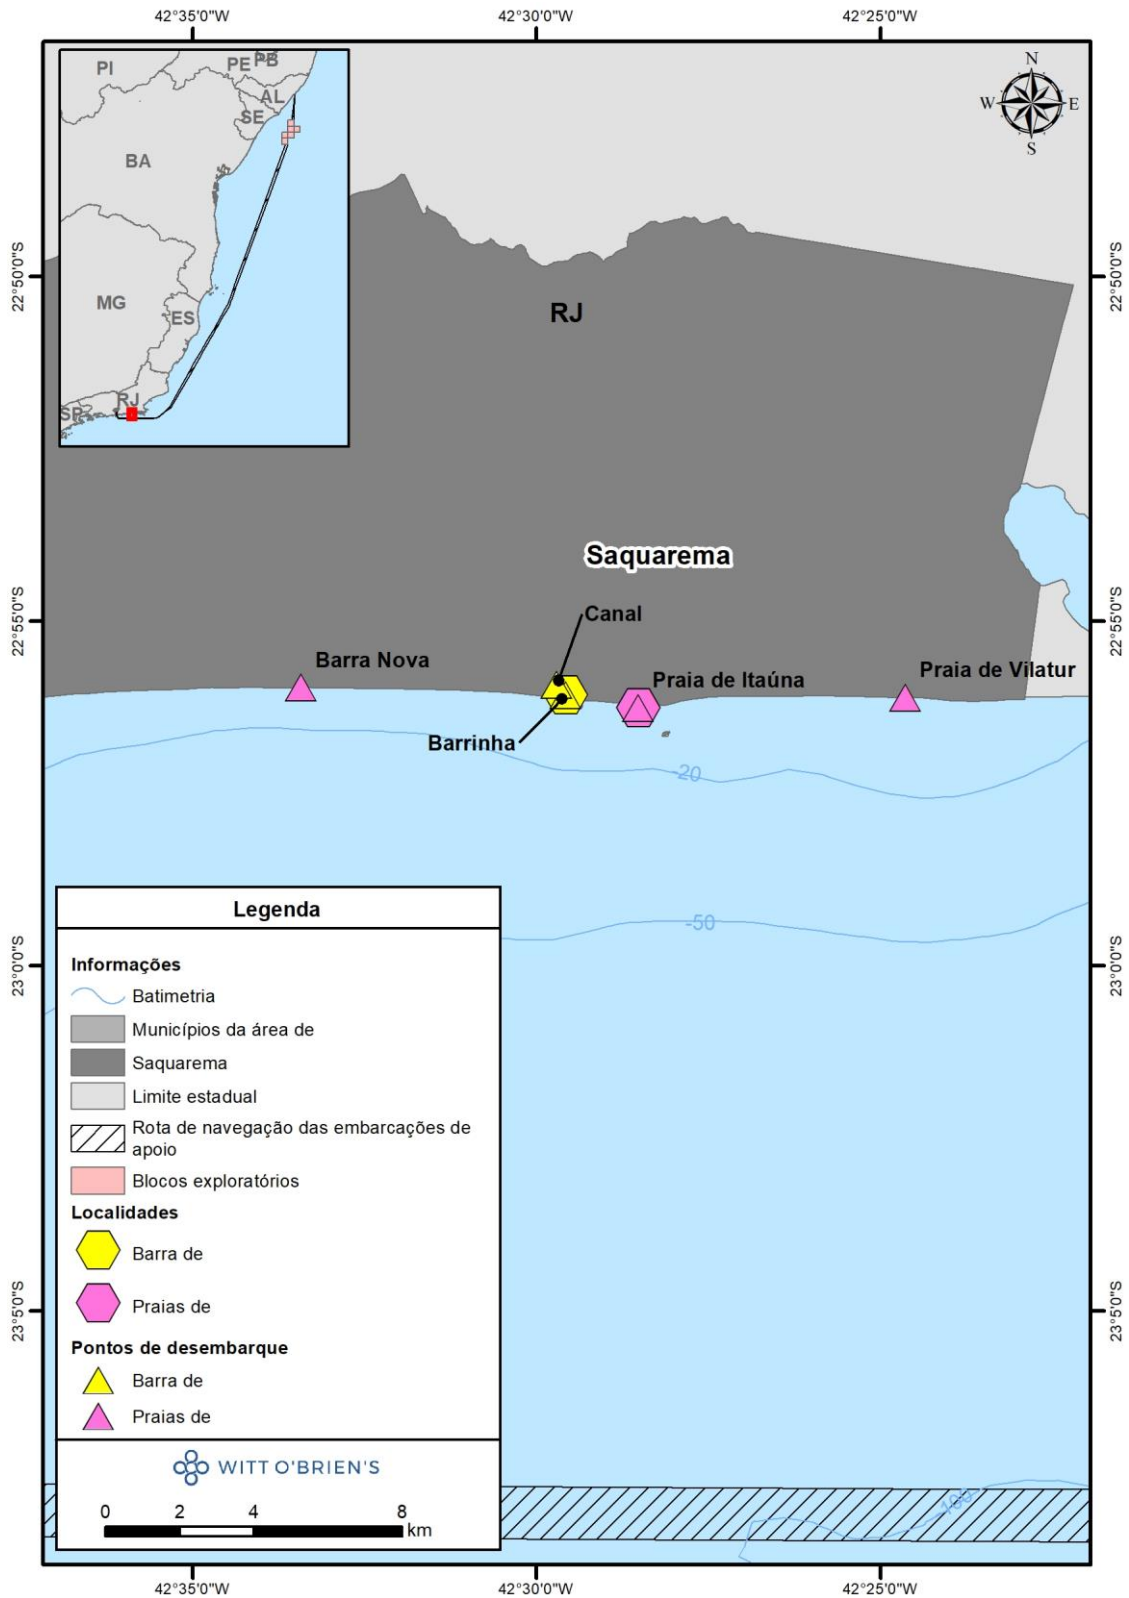 42°35'0"W 42°30'0"W 42°25'0"W
PI
PE
PB
AL
SE
BA
MG
ES
RJ
SP
N
W E
S
22°50'0"S 22°50'0"S
RJ
Saquarema
Canal
22°55'0"S 22°55'0"S
Barra Nova
Praia de Itaúna
Praia de Vilatur
Barrinha
-20
-50
Legenda
Informações
Batimetria
Municípios da área de
Saquarema
Limite estadual
Rota de navegação das embarcações de
apoio
Blocos exploratórios
Localidades
Barra de
Praias de
Pontos de desembarque
Barra de
Praias de
WITT O'BRIEN'S
0 2 4 8
km
23°0'0"S 23°0'0"S
23°5'0"S 23°5'0"S
-100
42°35'0"W 42°30'0"W 42°25'0"W